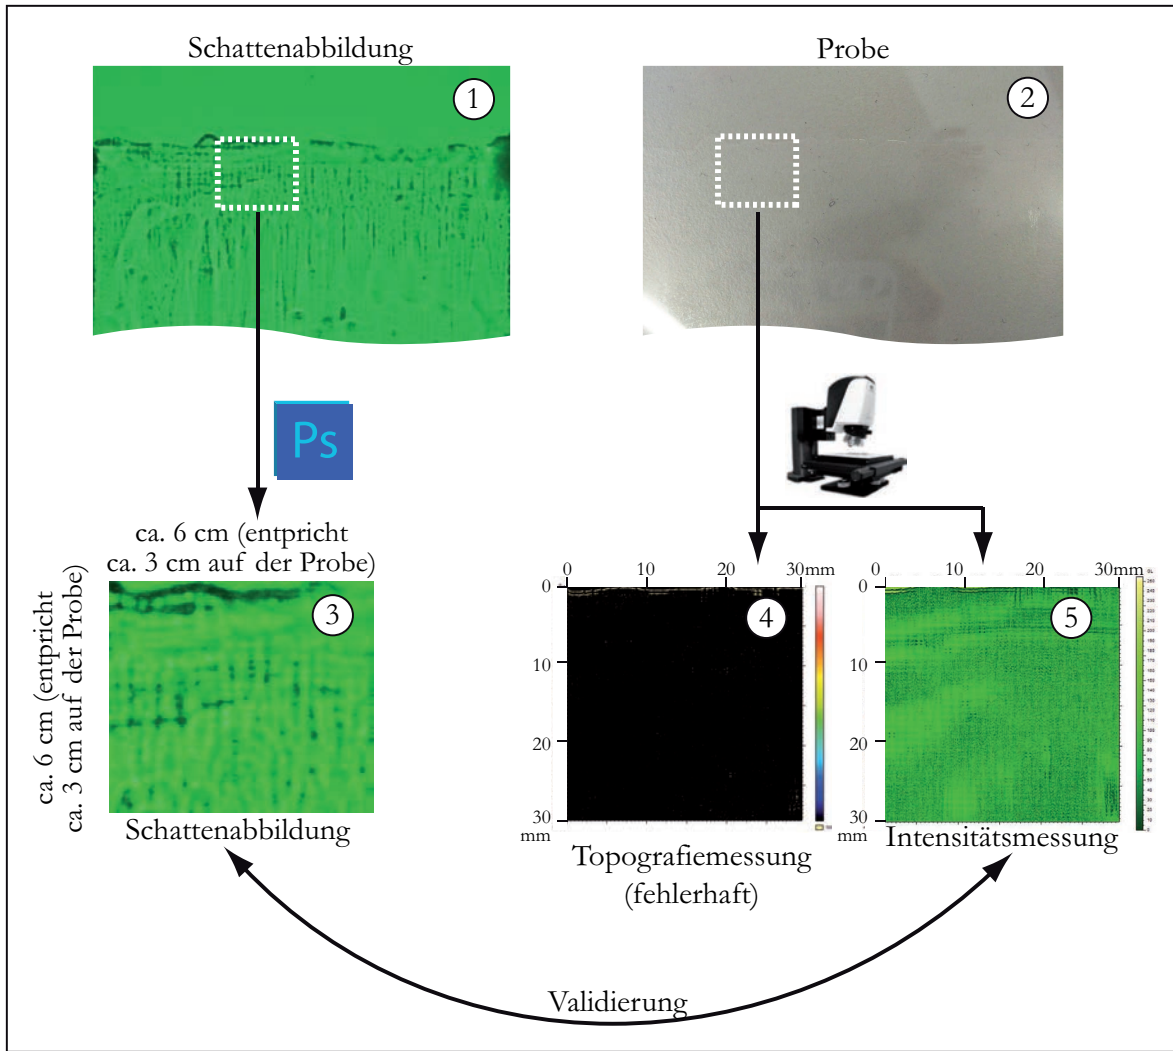 Schattenabbildung
1
Probe
2
Ps
ca. 6 cm (entpricht
ca. 3 cm auf der Probe)
ca. 6 cm (entpricht
ca. 3 cm auf der Probe)
3
Schattenabbildung
0 10 20 30mm
0
10
20
30
mm
4
Topografiemessung
(fehlerhaft)
0 10 20 30mm
0
10
20
30
mm
5
Intensitätsmessung
Validierung